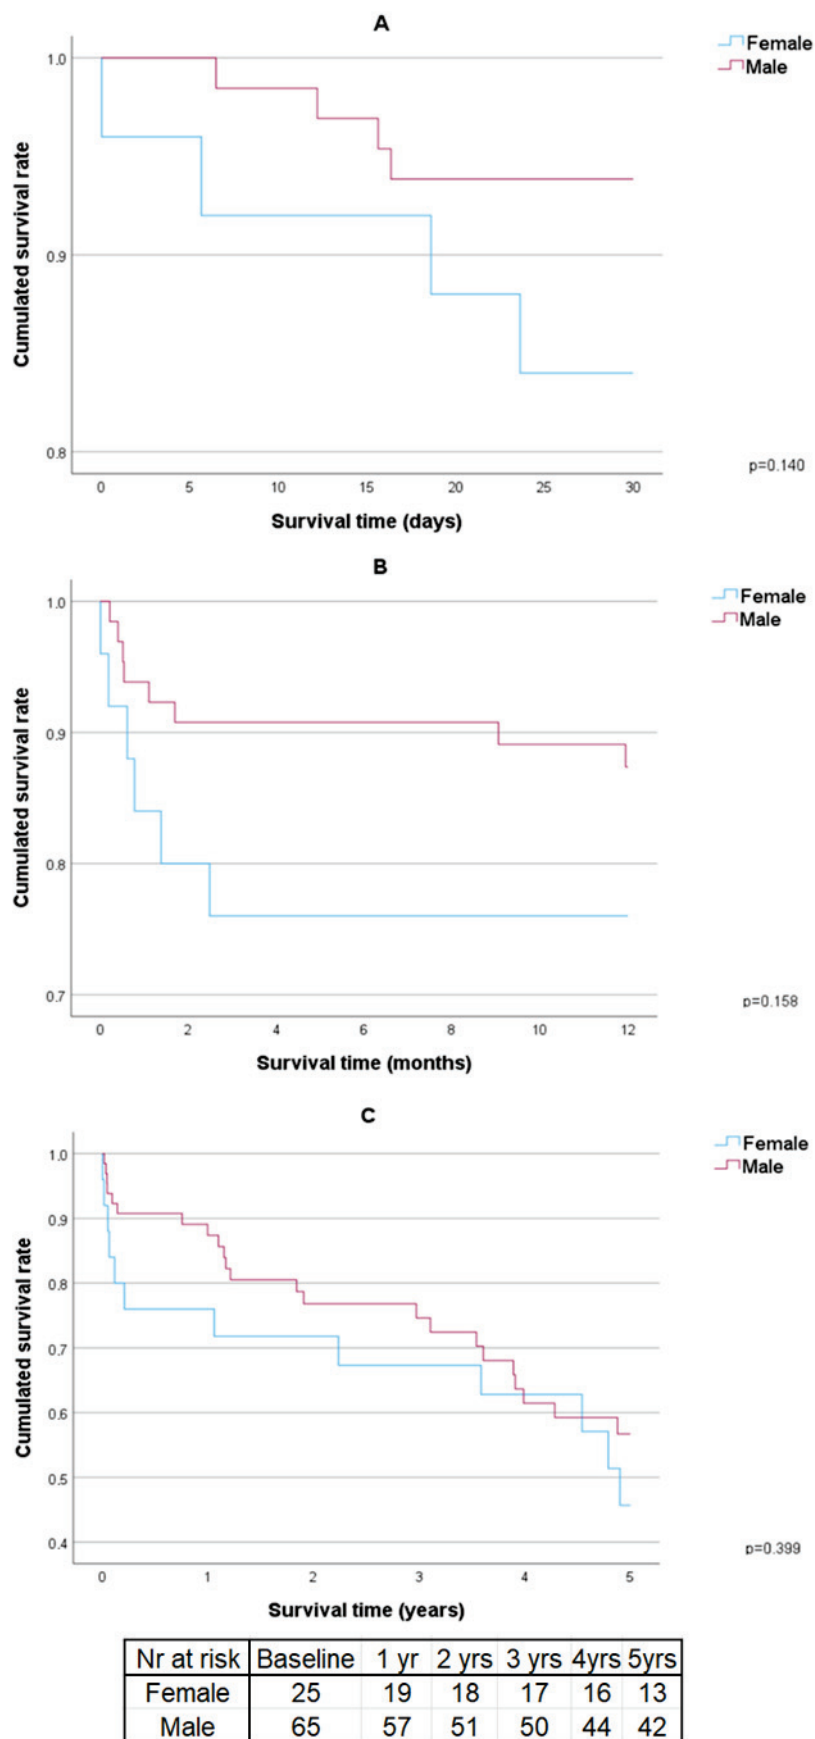 A
Female
Male
1.0
0.9
0.8
Cumulated survival rate
0 5 10 15 20 25 30
Survival time (days)
p=0.140
B
Female
Male
1.0
0.9
0.8
0.7
Cumulated survival rate
0 2 4 6 8 10 12
Survival time (months)
p=0.158
C
Female
Male
1.0
0.9
0.8
0.7
0.6
0.5
0.4
Cumulated survival rate
0 1 2 3 4 5
Survival time (years)
p=0.399
Nr at risk Baseline 1 yr 2 yrs 3 yrs 4yrs 5yrs
Female 25 19 18 17 16 13
Male 65 57 51 50 44 42